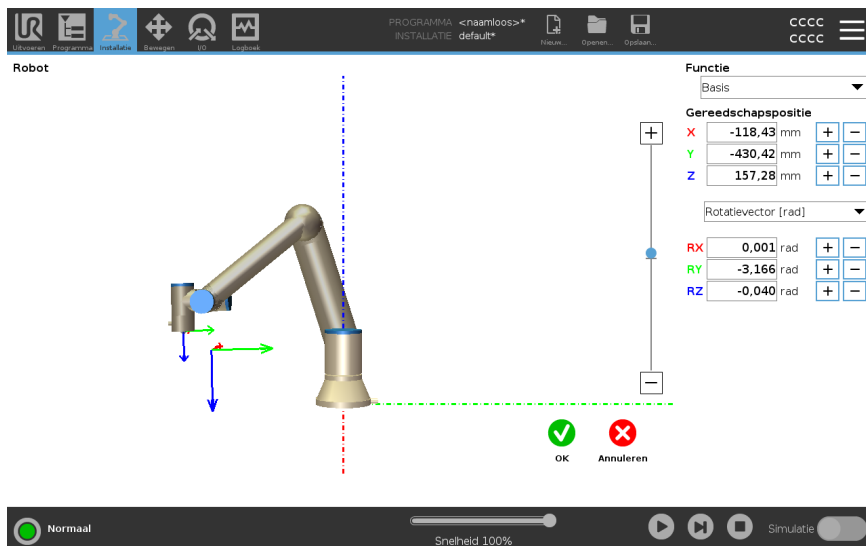 UR
PROGRAMMA <naamloos>*
INSTALLATIE default*
cccc
cccc
Uitvoeren Programma Installatie Bewegen I/O Logboek Nieuw... Openen... Opslaan...
Robot
Functie
Basis
Gereedschapspositie
X -118,43 mm + −
Y -430,42 mm + −
Z 157,28 mm + −
Rotatievector [rad]
RX 0,001 rad + −
RY -3,166 rad + −
RZ -0,040 rad + −
+
−
OK Annuleren
Normaal
Snelheid 100%
Simulatie